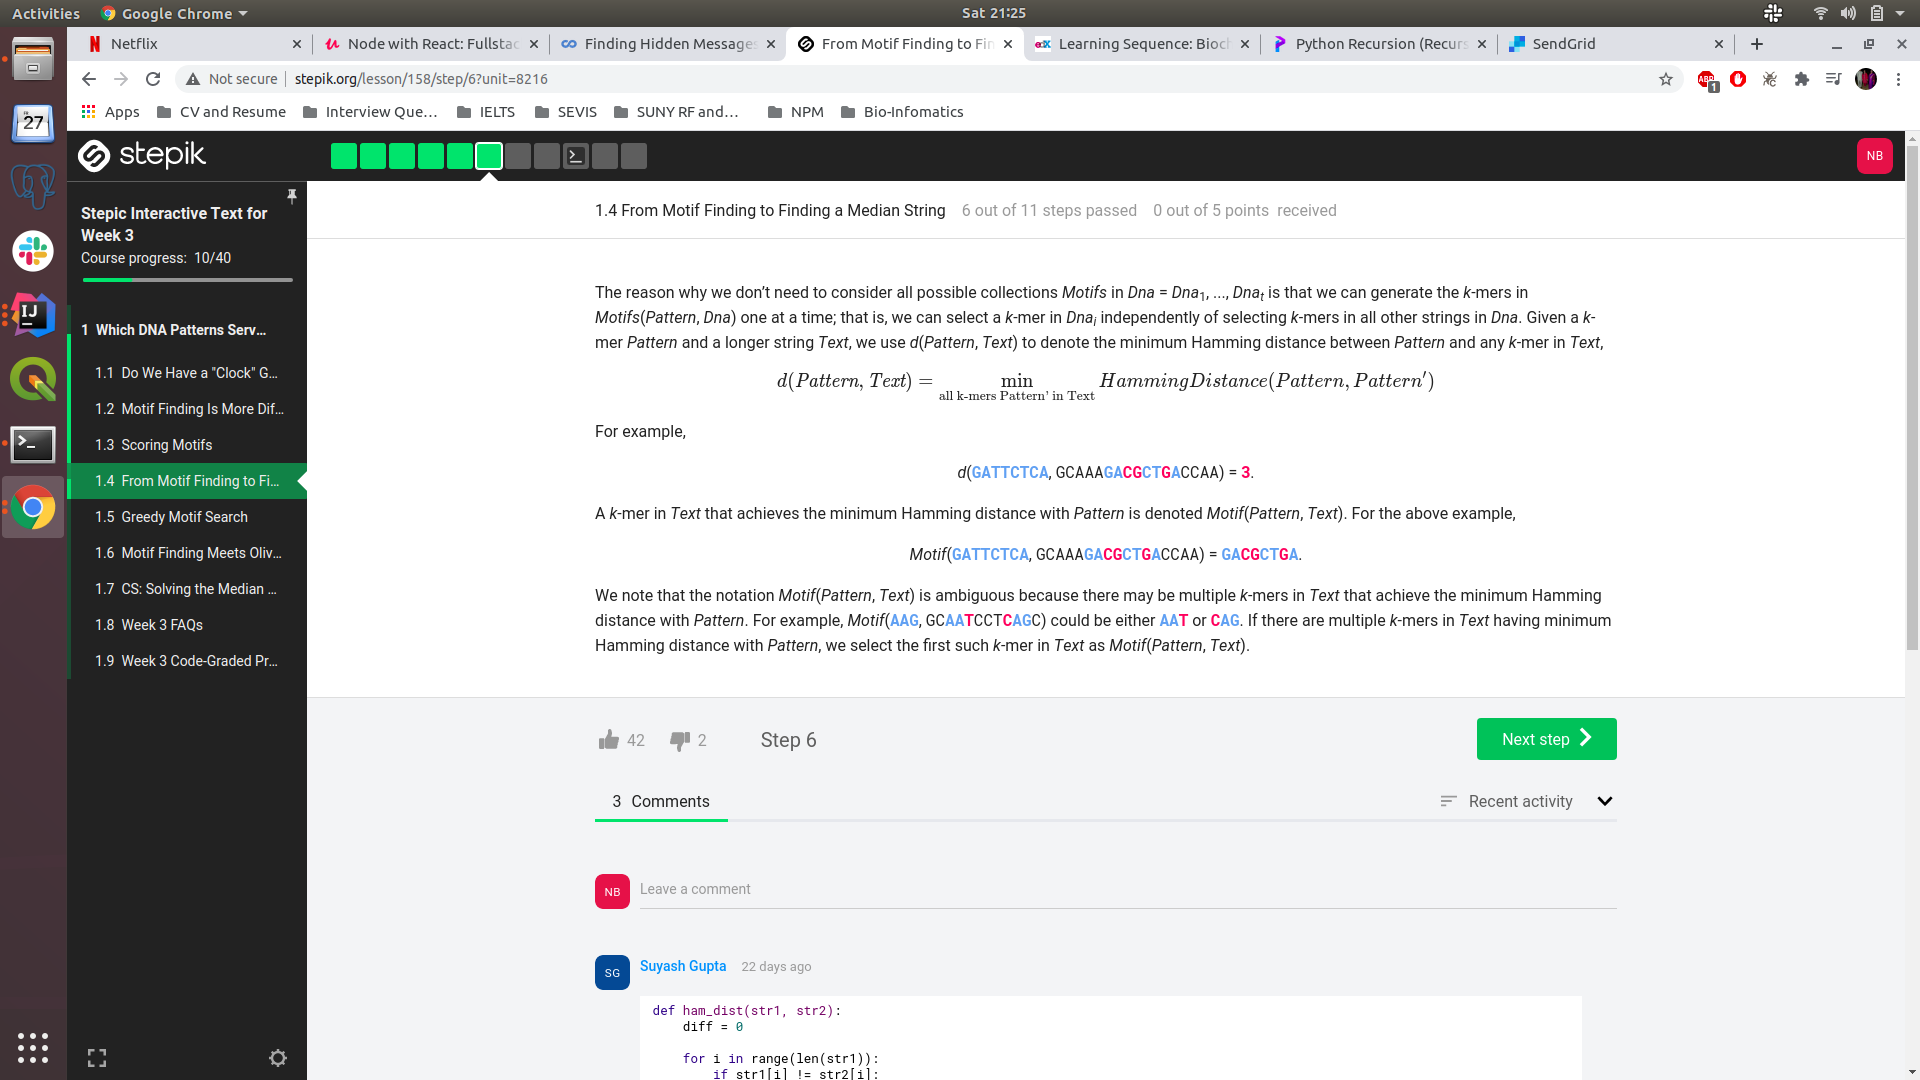 Activities Google Chrome Sat 21:25
Netflix Node with React: Fullstac Finding Hidden Messages From Motif Finding to Fin Learning Sequence: Bioch Python Recursion (Recurs SendGrid
Not secure stepik.org/lesson/158/step/6?unit=8216 ABP 1
Apps CV and Resume Interview Que… IELTS SEVIS SUNY RF and… NPM Bio-Infomatics
27
stepik NB
Stepic Interactive Text for
Week 3
Course progress: 10/40
1 Which DNA Patterns Serv...
1.1 Do We Have a "Clock" G...
1.2 Motif Finding Is More Dif...
1.3 Scoring Motifs
1.4 From Motif Finding to Fi...
1.5 Greedy Motif Search
1.6 Motif Finding Meets Oliv...
1.7 CS: Solving the Median ...
1.8 Week 3 FAQs
1.9 Week 3 Code-Graded Pr...
1.4 From Motif Finding to Finding a Median String 6 out of 11 steps passed 0 out of 5 points received
The reason why we don’t need to consider all possible collections Motifs in Dna = Dna1, ..., Dnat is that we can generate the k-mers in
Motifs(Pattern, Dna) one at a time; that is, we can select a k-mer in Dnai independently of selecting k-mers in all other strings in Dna. Given a k-
mer Pattern and a longer string Text, we use d(Pattern, Text) to denote the minimum Hamming distance between Pattern and any k-mer in Text,
d(Pattern, Text) = min HammingDistance(Pattern, Pattern′)
all k-mers Pattern’ in Text
For example,
d(GATTCTCA, GCAAAGACGCTGACCAA) = 3.
A k-mer in Text that achieves the minimum Hamming distance with Pattern is denoted Motif(Pattern, Text). For the above example,
Motif(GATTCTCA, GCAAAGACGCTGACCAA) = GACGCTGA.
We note that the notation Motif(Pattern, Text) is ambiguous because there may be multiple k-mers in Text that achieve the minimum Hamming
distance with Pattern. For example, Motif(AAG, GCAATCCTCAGC) could be either AAT or CAG. If there are multiple k-mers in Text having minimum
Hamming distance with Pattern, we select the first such k-mer in Text as Motif(Pattern, Text).
42 2 Step 6 Next step
3 Comments Recent activity
NB Leave a comment
SG Suyash Gupta 22 days ago
def ham_dist(str1, str2):
diff = 0
for i in range(len(str1)):
if str1[i] != str2[i]: